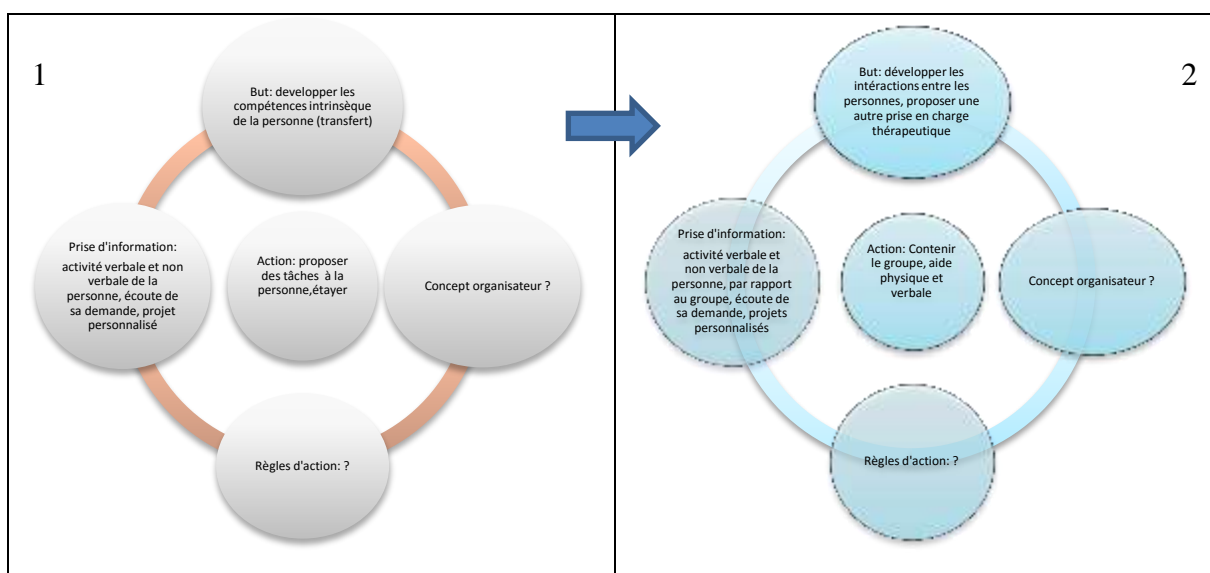 1
But: developper les
compétences intrinsèque
de la personne (transfert)
Prise d'information:
activité verbale et non
verbale de la
personne, écoute de
sa demande, projet
personnalisé
Action: proposer
des tâches à la
personne,étayer
Concept organisateur ?
Règles d'action: ?
2
But: développer les
intéractions entre les
personnes, proposer une
autre prise en charge
thérapeutique
Prise d'information:
activité verbale et
non verbale de la
personne, par rapport
au groupe, écoute de
sa demande, projets
personnalisés
Action: Contenir
le groupe, aide
physique et
verbale
Concept organisateur ?
Règles d'action: ?